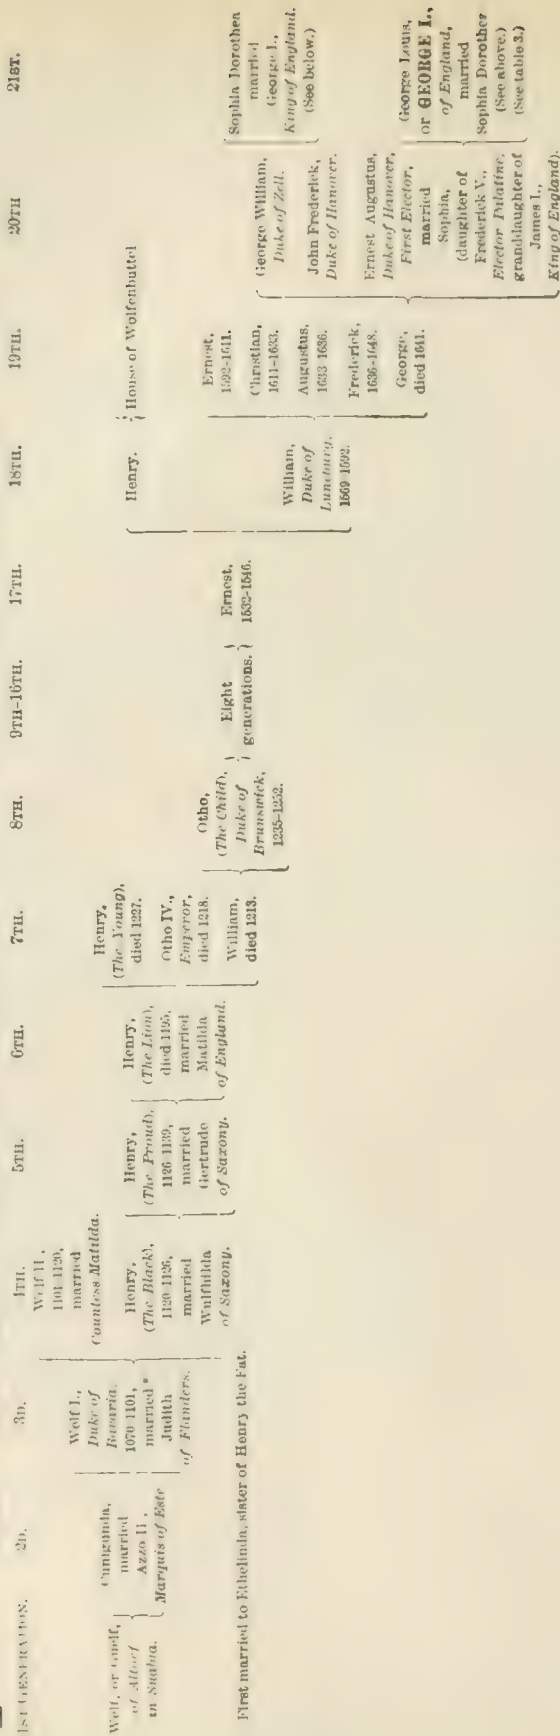 1ST GENERATION.
Welf, or Guelf,
of Altorf
in Suabia.
2D.
Cunigunda,
married
Azzo II.,
Marquis of Este
3D.
Welf I.,
Duke of
Bavaria.
1070-1101,
married *
Judith
of Flanders.
4TH.
Welf II.,
1101-1120,
married
Countess Matilda.
Henry,
(The Black),
1120-1126,
married
Wulfhilda
of Saxony.
5TH.
Henry,
(The Proud),
1126-1139,
married
Gertrude
of Saxony.
6TH.
Henry,
(The Lion),
died 1195,
married
Matilda
of England.
7TH.
Henry,
(The Young),
died 1227.
Otho IV.,
Emperor,
died 1218.
William,
died 1213.
8TH.
Otho,
(The Child),
Duke of
Brunswick,
1235-1252.
9TH-16TH.
Eight
generations.
17TH.
Ernest,
1532-1546.
18TH.
Henry.
William,
Duke of
Luneburg,
1569-1592.
19TH.
House of Wolfenbuttel
Ernest,
1592-1611.
Christian,
1611-1633.
Augustus,
1633-1636.
Frederick,
1636-1648.
George,
died 1641.
20TH
George William,
Duke of Zell.
John Frederick,
Duke of Hanover.
Ernest Augustus,
Duke of Hanover,
First Elector,
married
Sophia,
(daughter of
Frederick V.,
Elector Palatine,
granddaughter of
James I.,
King of England).
21ST.
Sophia Dorothea
married
George I.,
King of England.
(See below.)
George Louis,
or GEORGE I.,
of England,
married
Sophia Dorothea
(See above.)
(See table 3.)
First married to Ethelinda, sister of Henry the Fat.